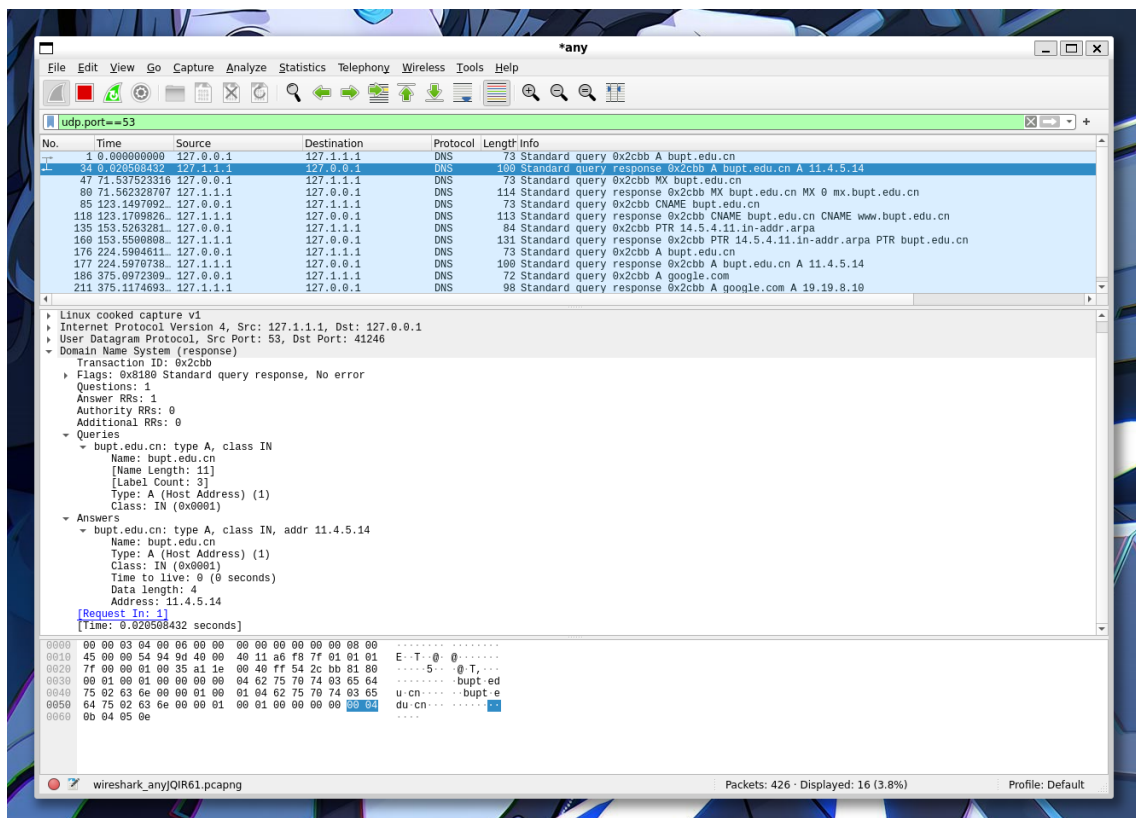 *any
File Edit View Go Capture Analyze Statistics Telephony Wireless Tools Help
udp.port==53
No. Time Source Destination Protocol Length Info
1 0.000000000 127.0.0.1 127.1.1.1 DNS 73 Standard query 0x2cbb A bupt.edu.cn
34 0.020508432 127.1.1.1 127.0.0.1 DNS 100 Standard query response 0x2cbb A bupt.edu.cn A 11.4.5.14
47 71.537523316 127.0.0.1 127.1.1.1 DNS 73 Standard query 0x2cbb MX bupt.edu.cn
80 71.562328707 127.1.1.1 127.0.0.1 DNS 114 Standard query response 0x2cbb MX bupt.edu.cn MX 0 mx.bupt.edu.cn
85 123.1497092… 127.0.0.1 127.1.1.1 DNS 73 Standard query 0x2cbb CNAME bupt.edu.cn
118 123.1709826… 127.1.1.1 127.0.0.1 DNS 113 Standard query response 0x2cbb CNAME bupt.edu.cn CNAME www.bupt.edu.cn
135 153.5263281… 127.0.0.1 127.1.1.1 DNS 84 Standard query 0x2cbb PTR 14.5.4.11.in-addr.arpa
160 153.5500808… 127.1.1.1 127.0.0.1 DNS 131 Standard query response 0x2cbb PTR 14.5.4.11.in-addr.arpa PTR bupt.edu.cn
176 224.5904611… 127.0.0.1 127.1.1.1 DNS 73 Standard query 0x2cbb A bupt.edu.cn
177 224.5970738… 127.1.1.1 127.0.0.1 DNS 100 Standard query response 0x2cbb A bupt.edu.cn A 11.4.5.14
186 375.0972309… 127.0.0.1 127.1.1.1 DNS 72 Standard query 0x2cbb A google.com
211 375.1174693… 127.1.1.1 127.0.0.1 DNS 98 Standard query response 0x2cbb A google.com A 19.19.8.10
Linux cooked capture v1
Internet Protocol Version 4, Src: 127.1.1.1, Dst: 127.0.0.1
User Datagram Protocol, Src Port: 53, Dst Port: 41246
Domain Name System (response)
Transaction ID: 0x2cbb
Flags: 0x8180 Standard query response, No error
Questions: 1
Answer RRs: 1
Authority RRs: 0
Additional RRs: 0
Queries
bupt.edu.cn: type A, class IN
Name: bupt.edu.cn
[Name Length: 11]
[Label Count: 3]
Type: A (Host Address) (1)
Class: IN (0x0001)
Answers
bupt.edu.cn: type A, class IN, addr 11.4.5.14
Name: bupt.edu.cn
Type: A (Host Address) (1)
Class: IN (0x0001)
Time to live: 0 (0 seconds)
Data length: 4
Address: 11.4.5.14
[Request In: 1]
[Time: 0.020508432 seconds]
0000 00 00 03 04 00 06 00 00 00 00 00 00 00 00 08 00 ········ ········
0010 45 00 00 54 94 9d 40 00 40 11 a6 f8 7f 01 01 01 E··T··@· @·······
0020 7f 00 00 01 00 35 a1 1e 00 40 ff 54 2c bb 81 80 ·····5·· ·@·T,···
0030 00 01 00 01 00 00 00 00 04 62 75 70 74 03 65 64 ········ ·bupt·ed
0040 75 02 63 6e 00 00 01 00 01 04 62 75 70 74 03 65 u·cn···· ··bupt·e
0050 64 75 02 63 6e 00 00 01 00 01 00 00 00 00 00 04 du·cn··· ········
0060 0b 04 05 0e ····
wireshark_anyJQIR61.pcapng Packets: 426 · Displayed: 16 (3.8%) Profile: Default